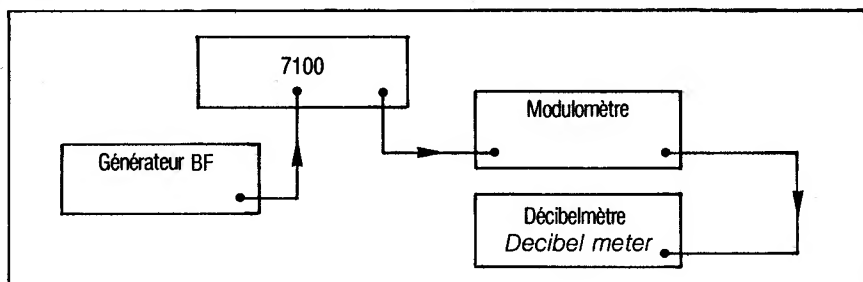 7100
Modulomètre
Générateur BF
Décibelmètre
Decibel meter